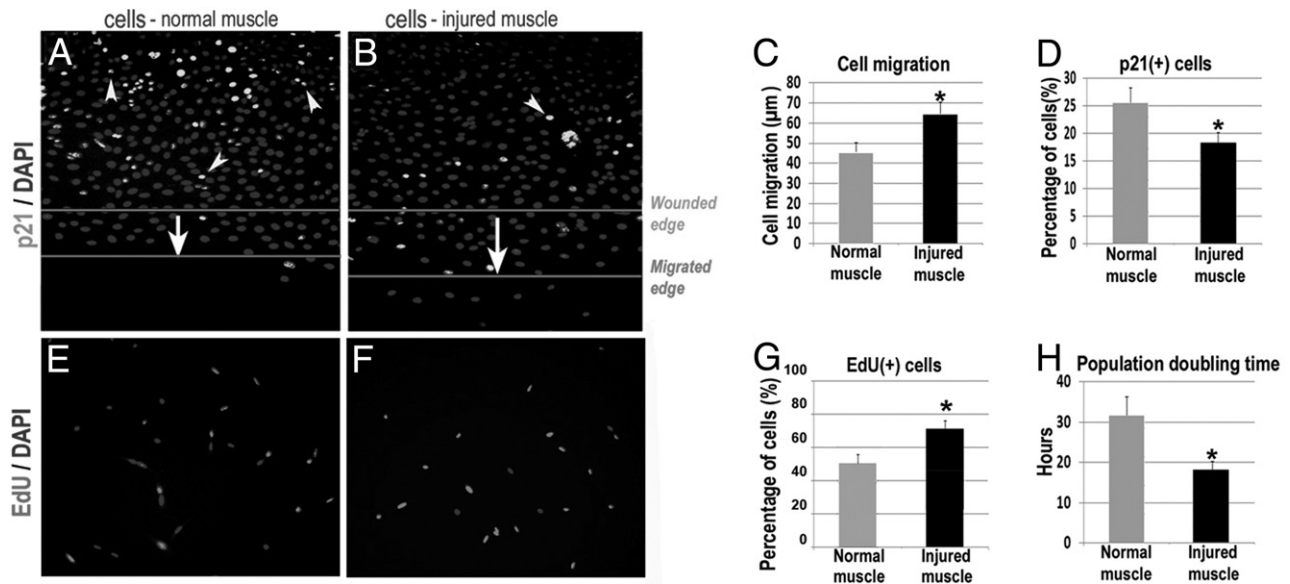 cells - normal muscle
cells - injured muscle
A
B
p21 / DAPI
Wounded
edge
Migrated
edge
E
F
EdU / DAPI
C
Cell migration
Cell migration (µm )
80
70
60
50
40
30
20
10
0
*
Normal
muscle
Injured
muscle
D
p21(+) cells
Percentage of cells(%)
30
25
20
15
10
5
0
*
Normal
muscle
Injured
muscle
G
EdU(+) cells
Percentage of cells (%)
100
80
60
40
20
0
*
Normal
muscle
Injured
muscle
H
Population doubling time
Hours
40
30
20
10
0
*
Normal
muscle
Injured
muscle